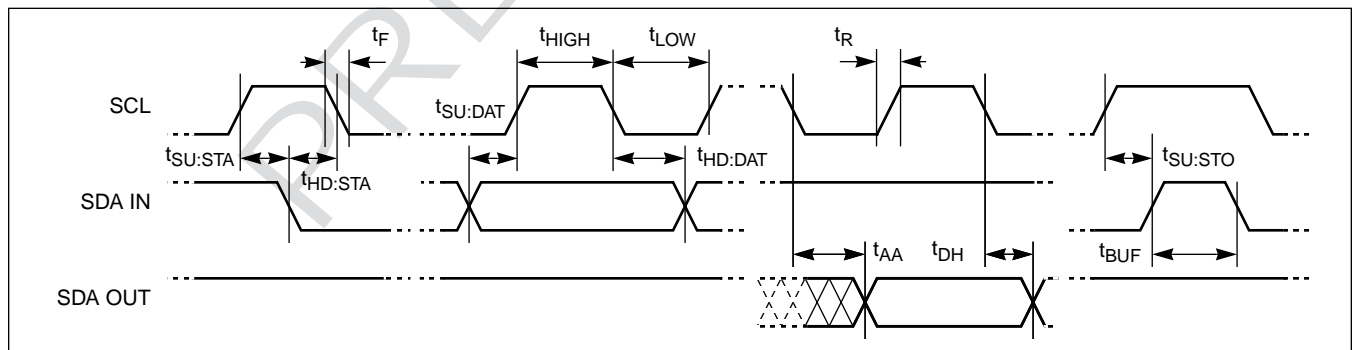 tF
tHIGH
tLOW
tR
SCL
tSU:DAT
tSU:STA
tHD:STA
tHD:DAT
tSU:STO
SDA IN
tAA
tDH
tBUF
SDA OUT